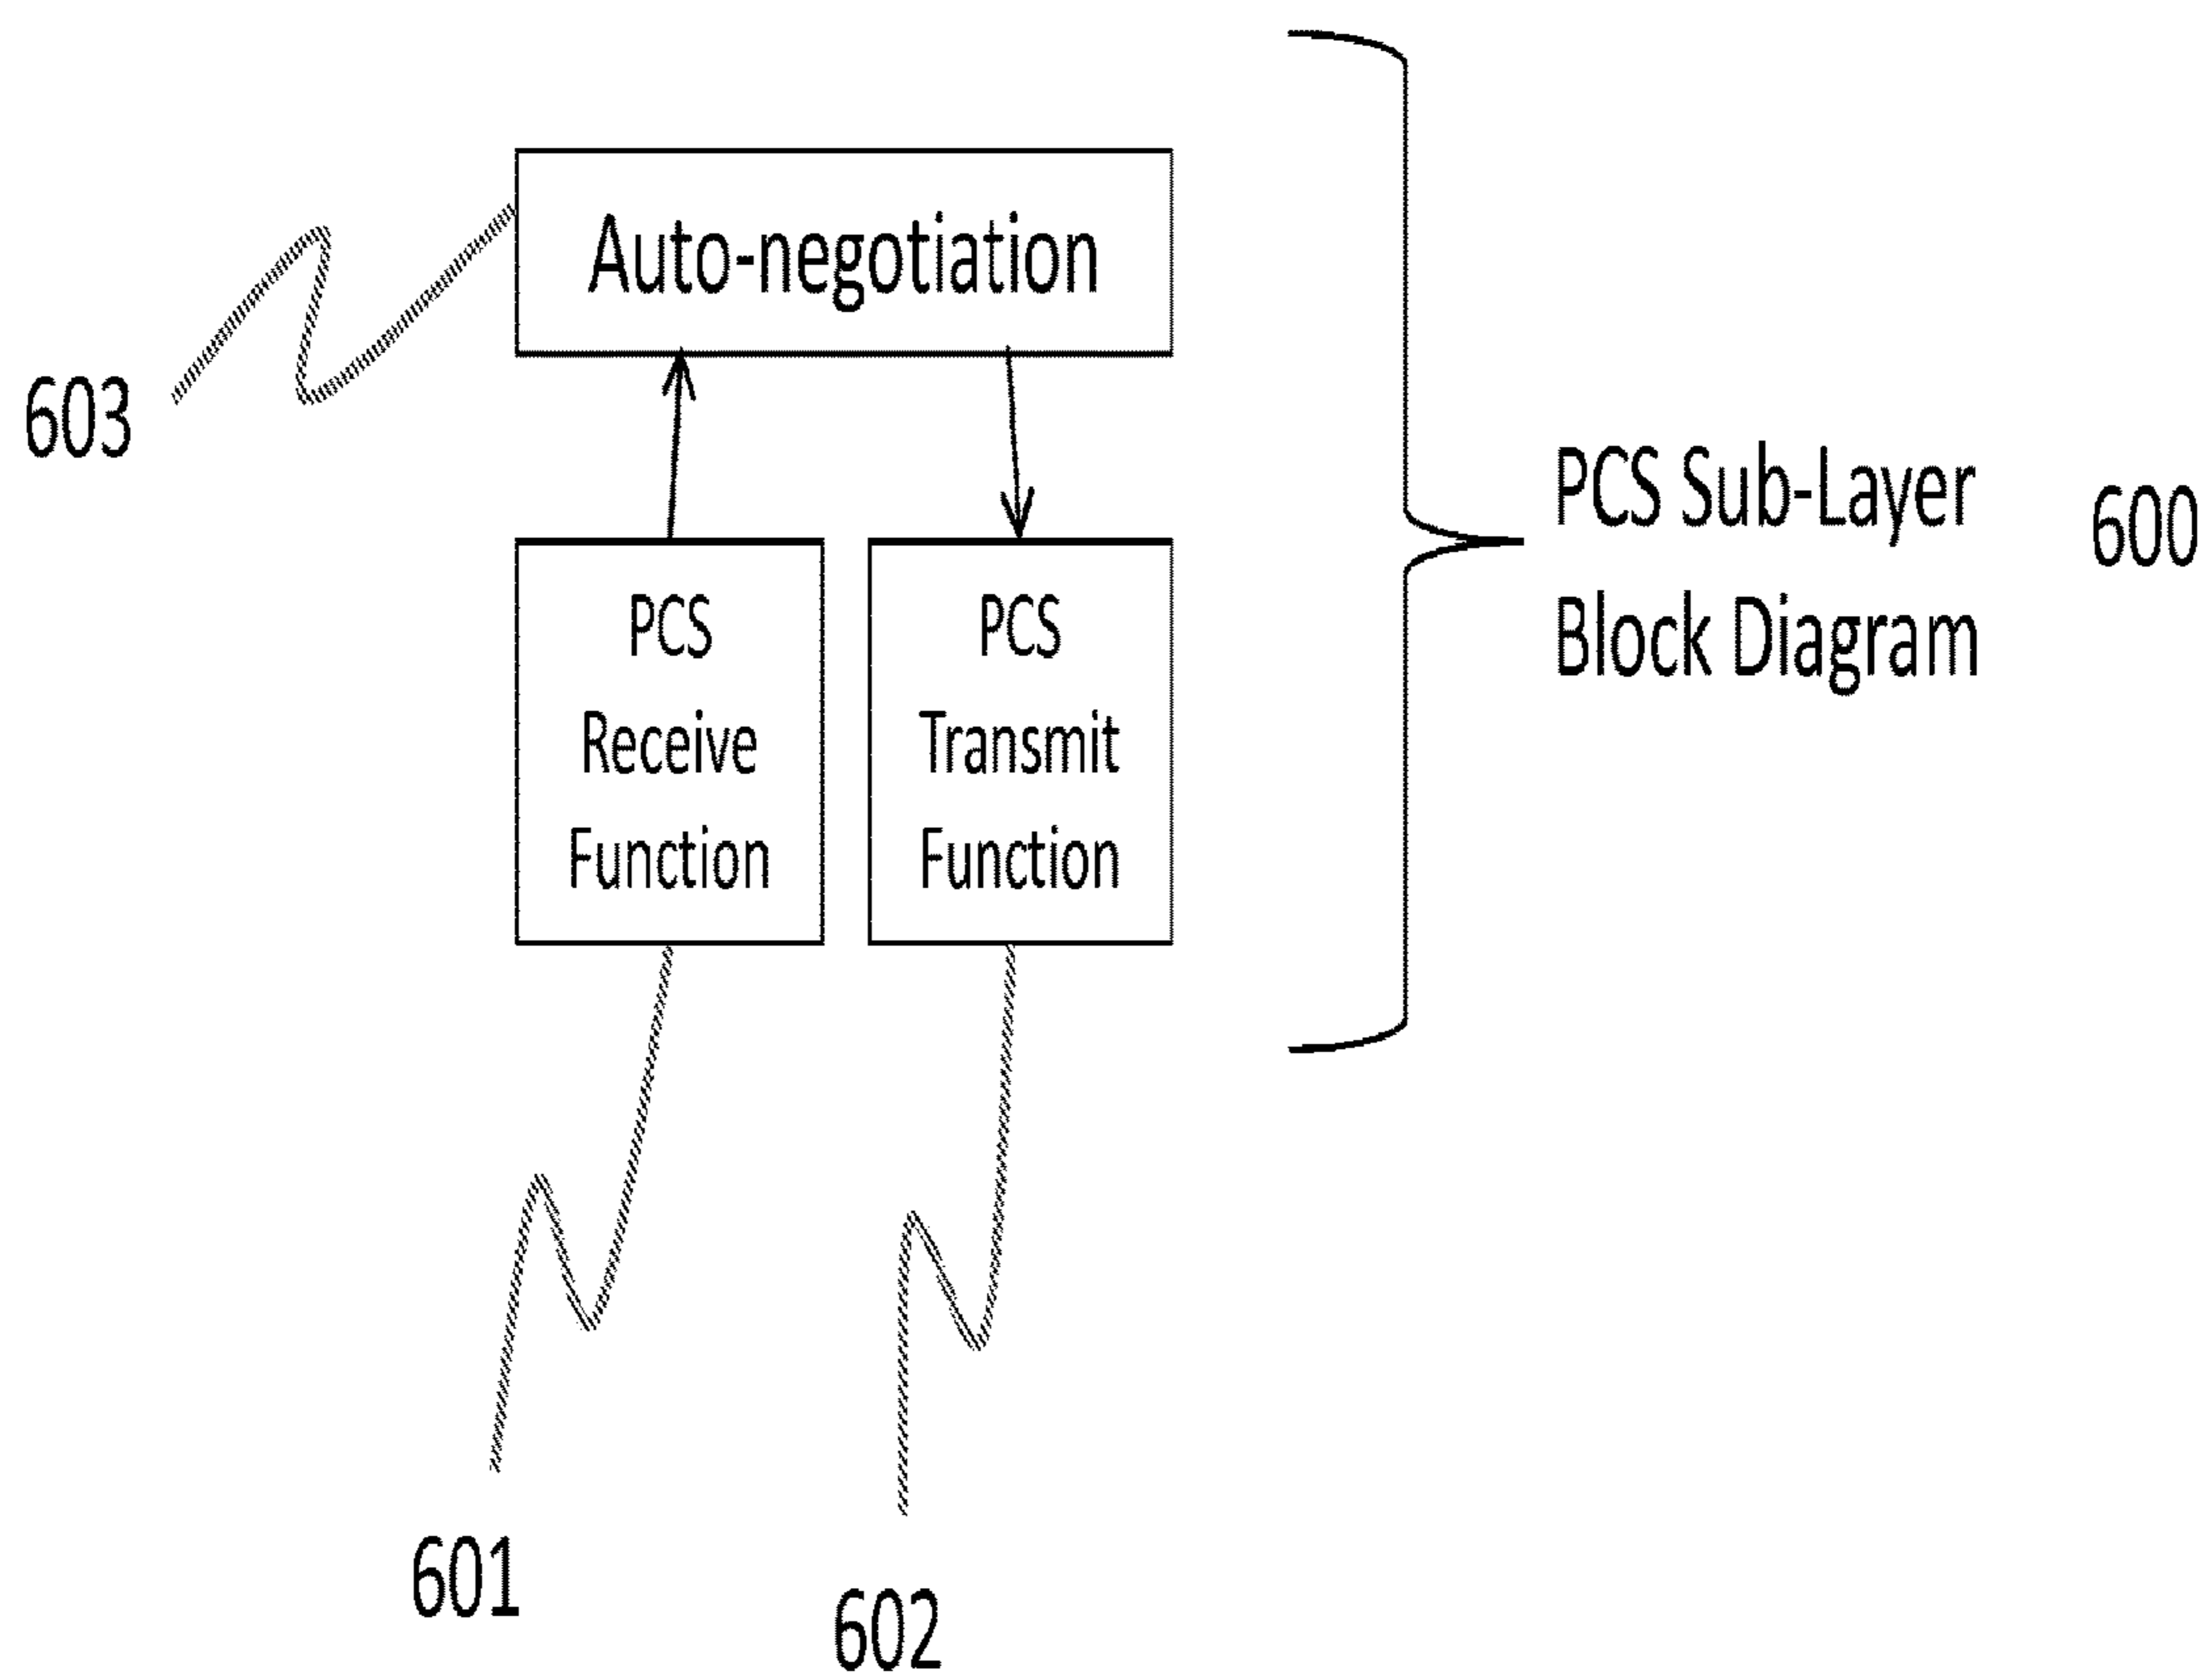 Auto-negotiation
603
PCS
Receive
Function
PCS
Transmit
Function
PCS Sub-Layer
Block Diagram
600
601
602